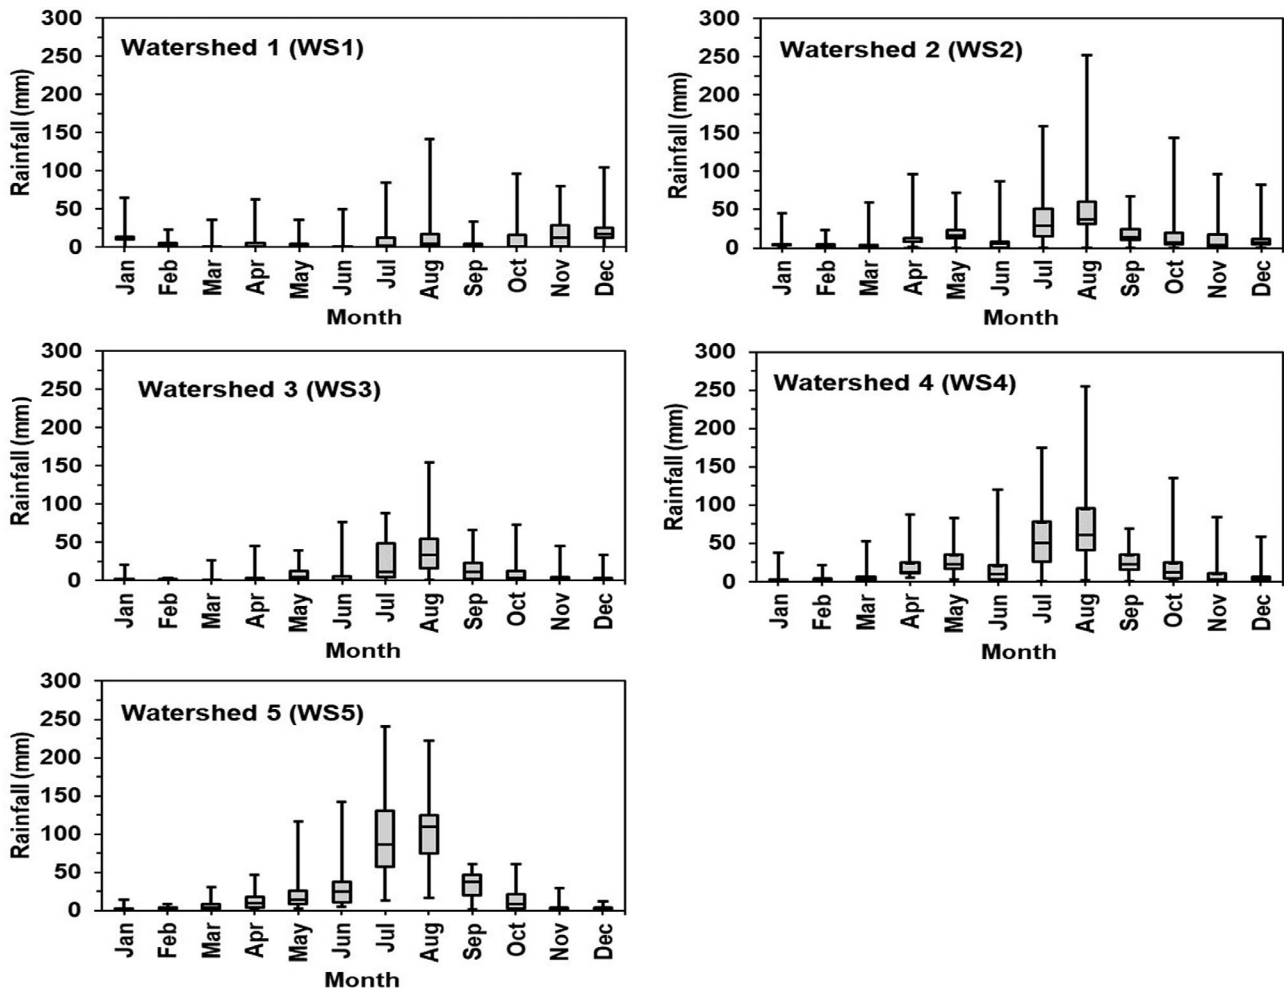 Watershed 1 (WS1)
Rainfall (mm)
300
250
200
150
100
50
0
Jan Feb Mar Apr May Jun Jul Aug Sep Oct Nov Dec
Month
Watershed 2 (WS2)
Rainfall (mm)
300
250
200
150
100
50
0
Jan Feb Mar Apr May Jun Jul Aug Sep Oct Nov Dec
Month
Watershed 3 (WS3)
Rainfall (mm)
300
250
200
150
100
50
0
Jan Feb Mar Apr May Jun Jul Aug Sep Oct Nov Dec
Month
Watershed 4 (WS4)
Rainfall (mm)
300
250
200
150
100
50
0
Jan Feb Mar Apr May Jun Jul Aug Sep Oct Nov Dec
Month
Watershed 5 (WS5)
Rainfall (mm)
300
250
200
150
100
50
0
Jan Feb Mar Apr May Jun Jul Aug Sep Oct Nov Dec
Month